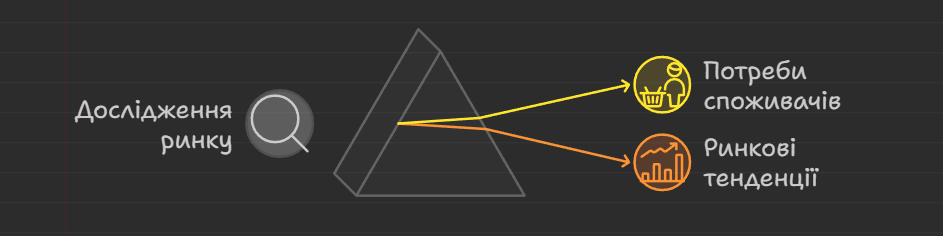 Дослідження
ринку
Потреби
споживачів
Ринкові
тенденції